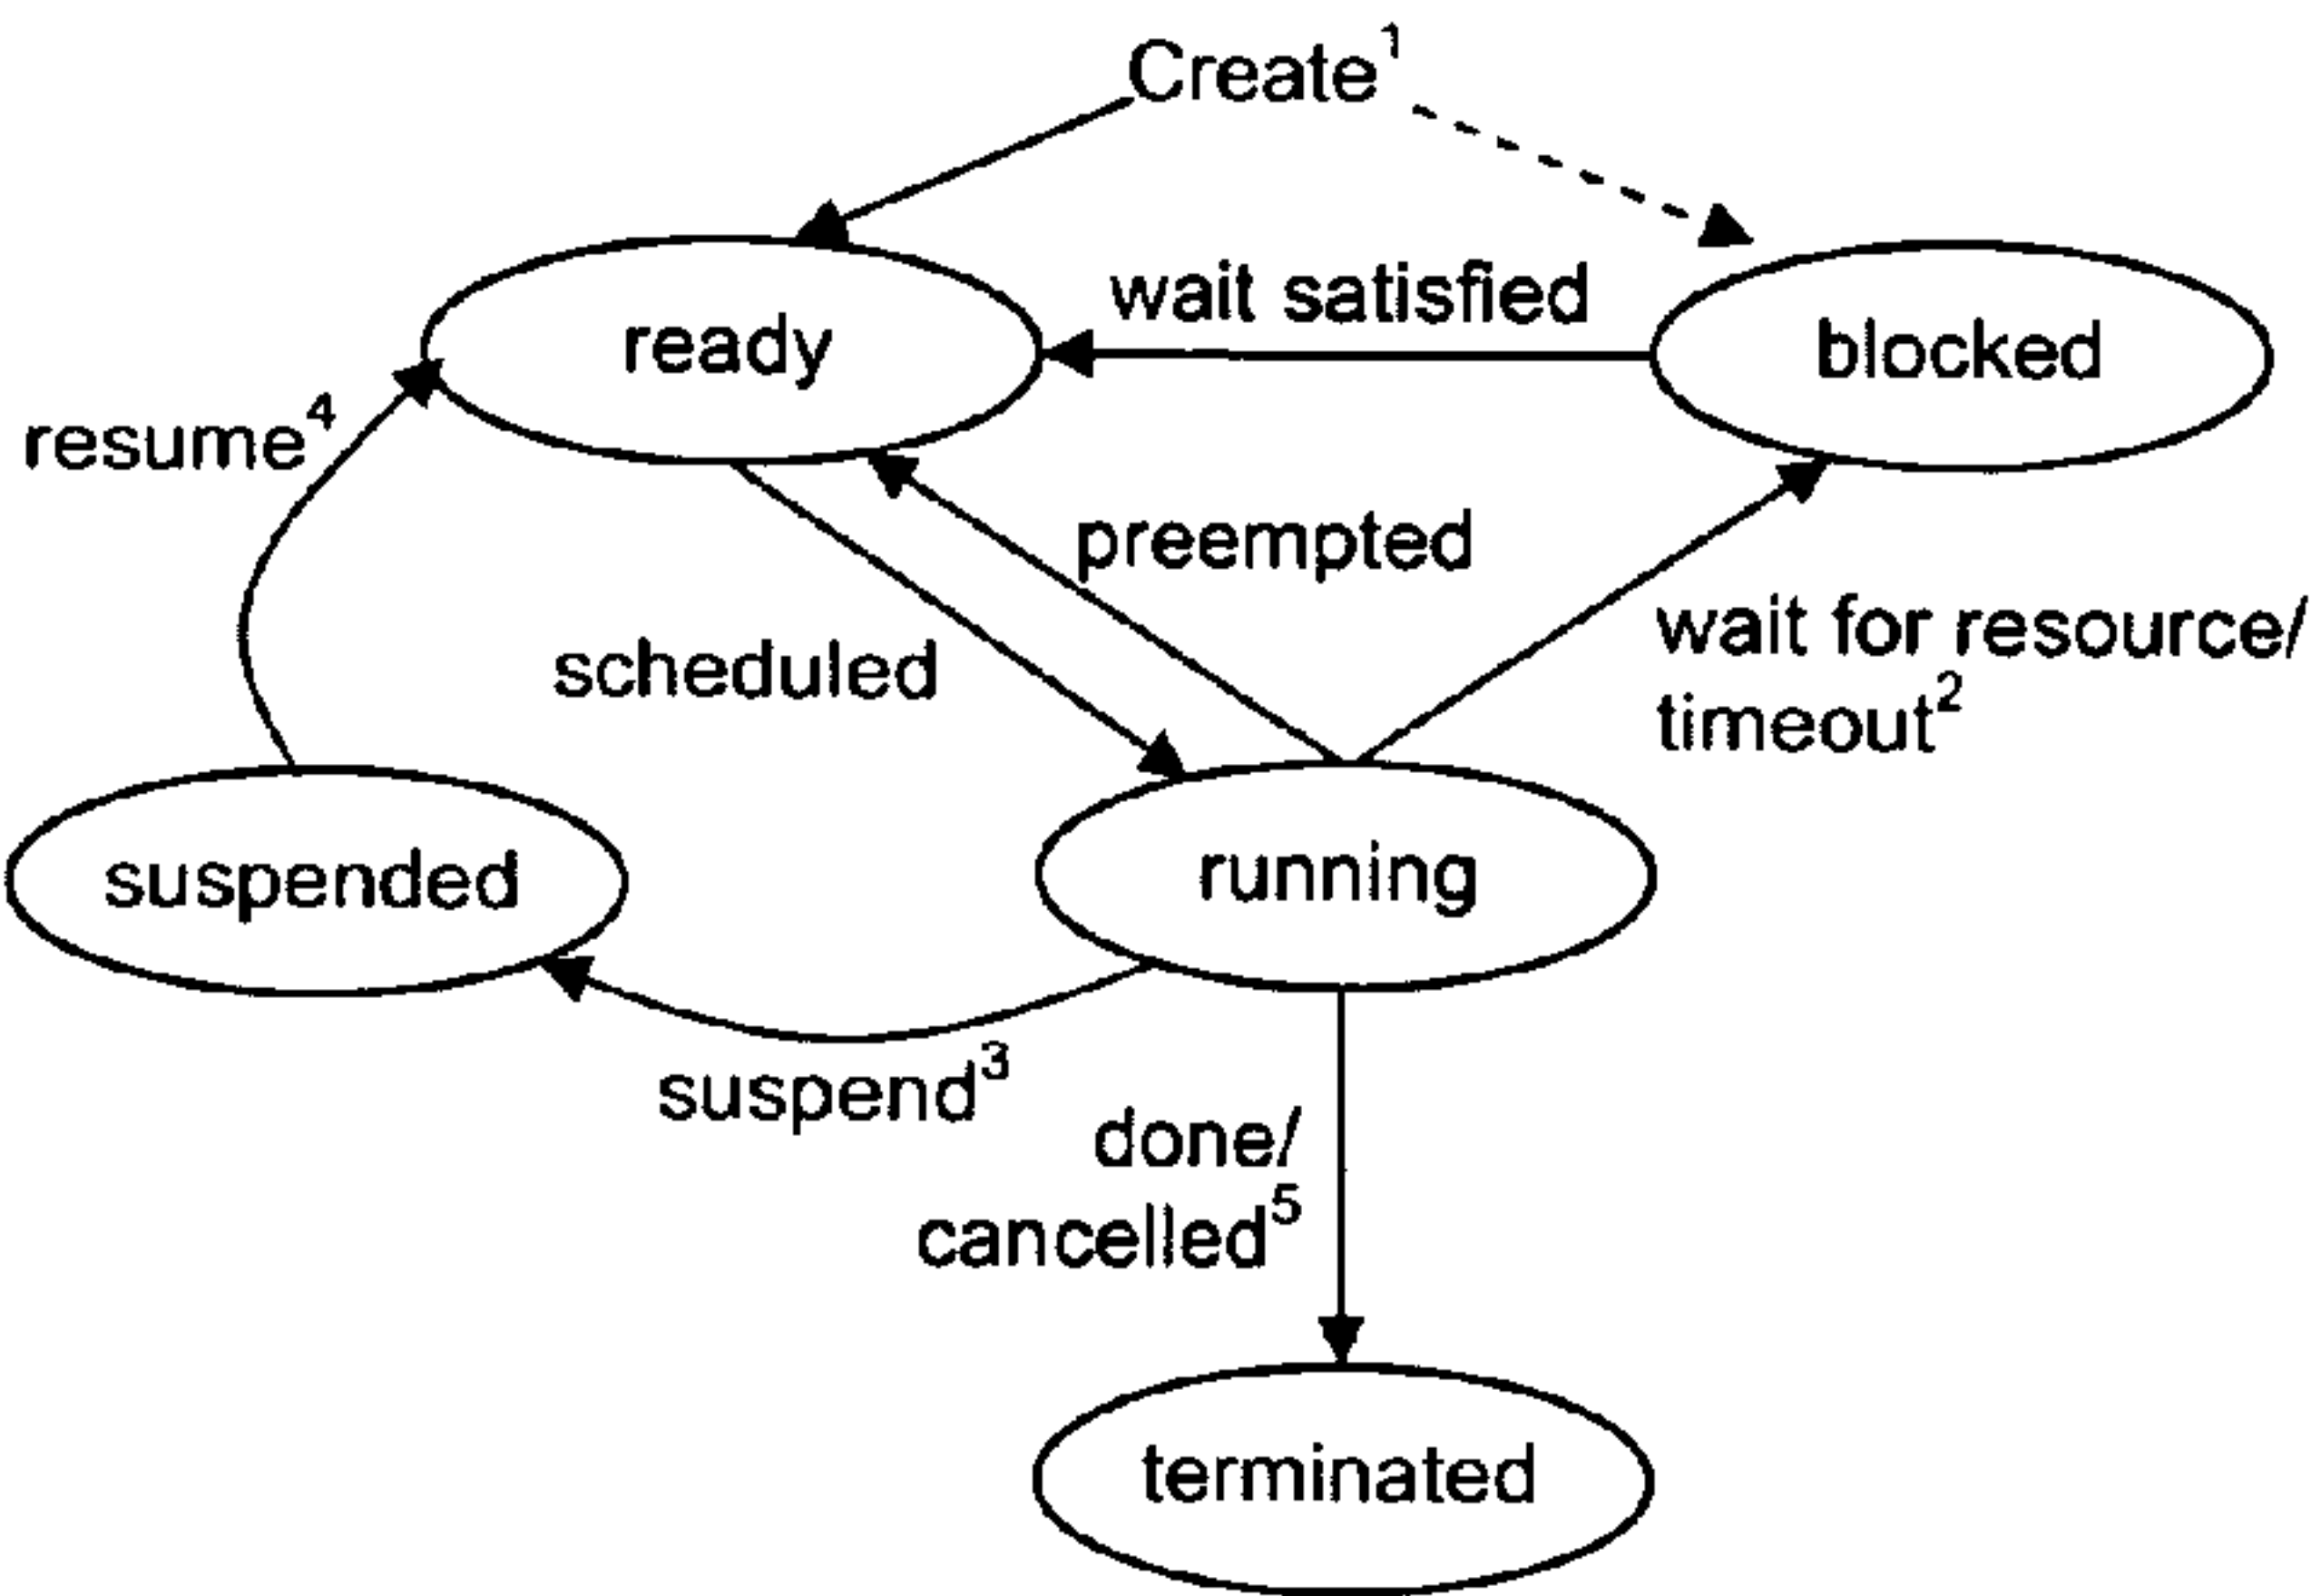 Create¹
wait satisfied
ready
blocked
resume⁴
preempted
wait for resource/
timeout²
scheduled
suspended
running
suspend³
done/
cancelled⁵
terminated